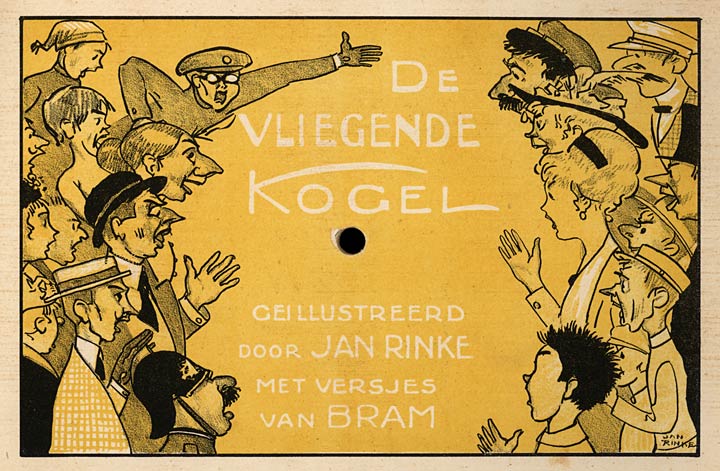 DE
VLIEGENDE
KOGEL
GEILLUSTREERD
DOOR JAN RINKE
MET VERSJES
VAN BRAM
JAN
RINKE